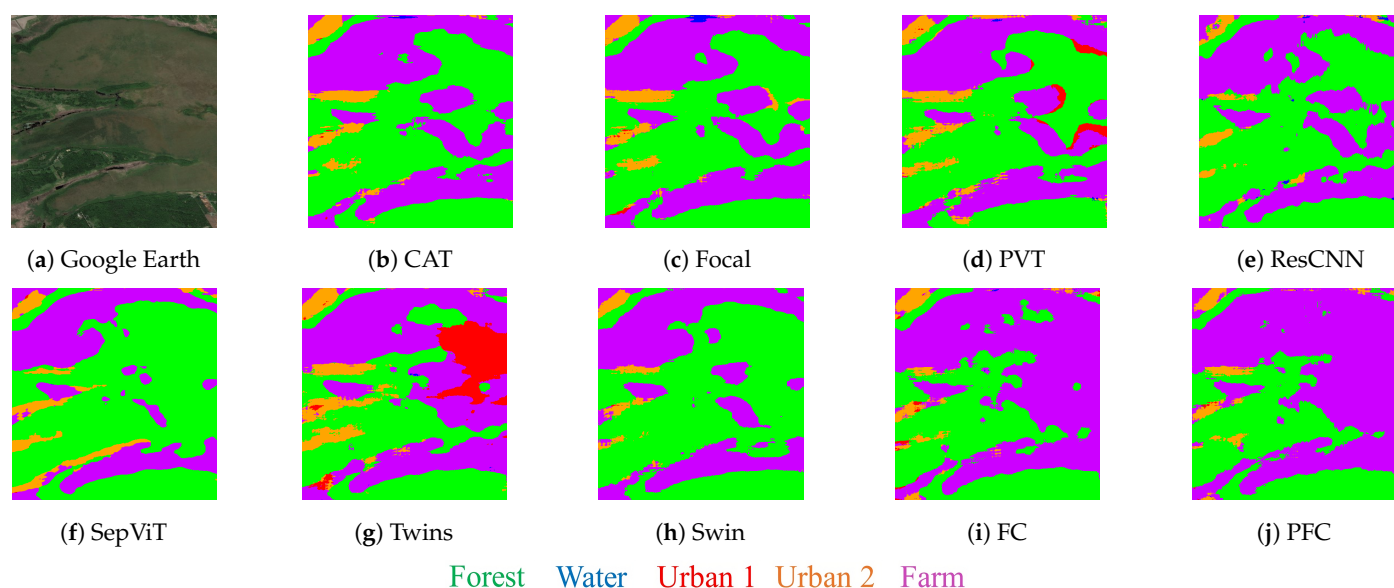 (a) Google Earth
(b) CAT
(c) Focal
(d) PVT
(e) ResCNN
(f) SepViT
(g) Twins
(h) Swin
(i) FC
(j) PFC
Forest Water Urban 1 Urban 2 Farm